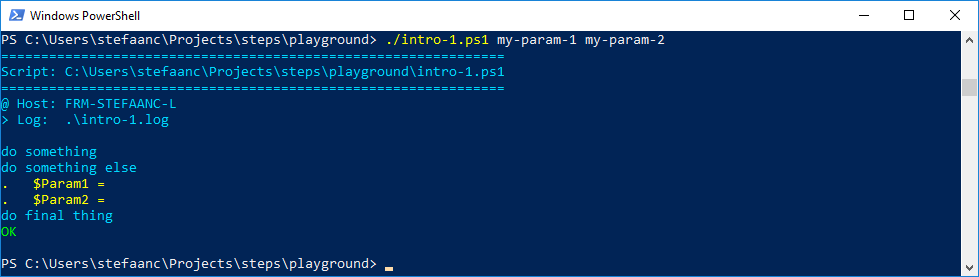 Windows PowerShell
PS C:\Users\stefaanc\Projects\steps\playground> ./intro-1.ps1 my-param-1 my-param-2
===============================================================
Script: C:\Users\stefaanc\Projects\steps\playground\intro-1.ps1
===============================================================
@ Host: FRM-STEFAANC-L
> Log:  .\intro-1.log
do something
do something else
.   $Param1 =
.   $Param2 =
do final thing
OK
PS C:\Users\stefaanc\Projects\steps\playground>